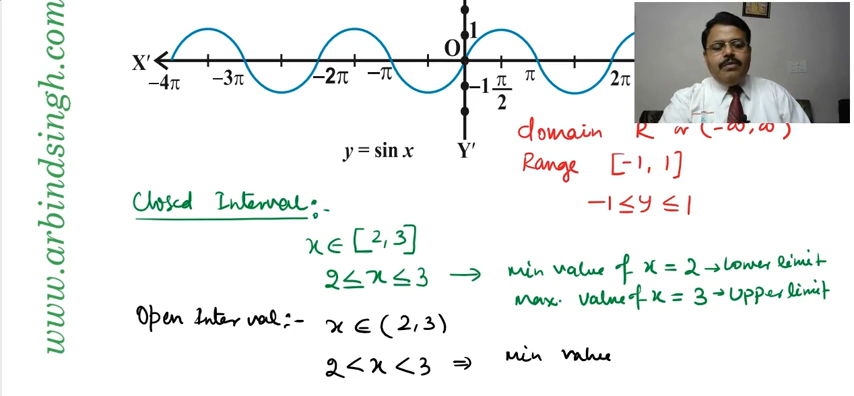 www.arbindsingh.com
1
O
X′
-4π -3π -2π -π -1 π/2 π 2π
y = sin x
Y′
domain R or (-∞, ∞)
Range [-1, 1]
-1 ≤ y ≤ 1
Closed Interval:-
x ∈ [2, 3]
2 ≤ x ≤ 3 → Min value of x = 2 → Lower limit
Max. value of x = 3 → Upper limit
Open Interval:- x ∈ (2, 3)
2 < x < 3 ⇒ Min value